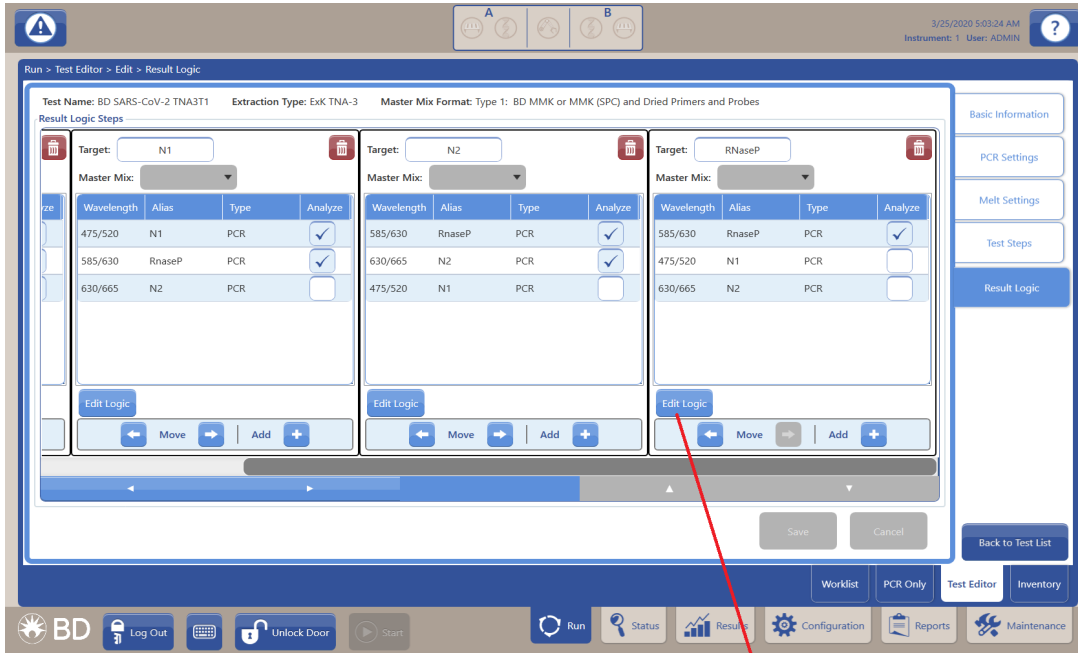 A B
3/25/2020 5:03:24 AM
Instrument: 1 User: ADMIN
?
Run > Test Editor > Edit > Result Logic
Test Name: BD SARS-CoV-2 TNA3T1 Extraction Type: ExK TNA-3 Master Mix Format: Type 1: BD MMK or MMK (SPC) and Dried Primers and Probes
Result Logic Steps
Target: N1
Master Mix:
Wavelength Alias Type Analyze
475/520 N1 PCR
585/630 RnaseP PCR
630/665 N2 PCR
Edit Logic
Move Add
Target: N2
Master Mix:
Wavelength Alias Type Analyze
585/630 RnaseP PCR
630/665 N2 PCR
475/520 N1 PCR
Edit Logic
Move Add
Target: RNaseP
Master Mix:
Wavelength Alias Type Analyze
585/630 RnaseP PCR
475/520 N1 PCR
630/665 N2 PCR
Edit Logic
Move Add
Basic Information
PCR Settings
Melt Settings
Test Steps
Result Logic
Save Cancel
Back to Test List
Worklist PCR Only Test Editor Inventory
BD Log Out Unlock Door Start Run Status Results Configuration Reports Maintenance